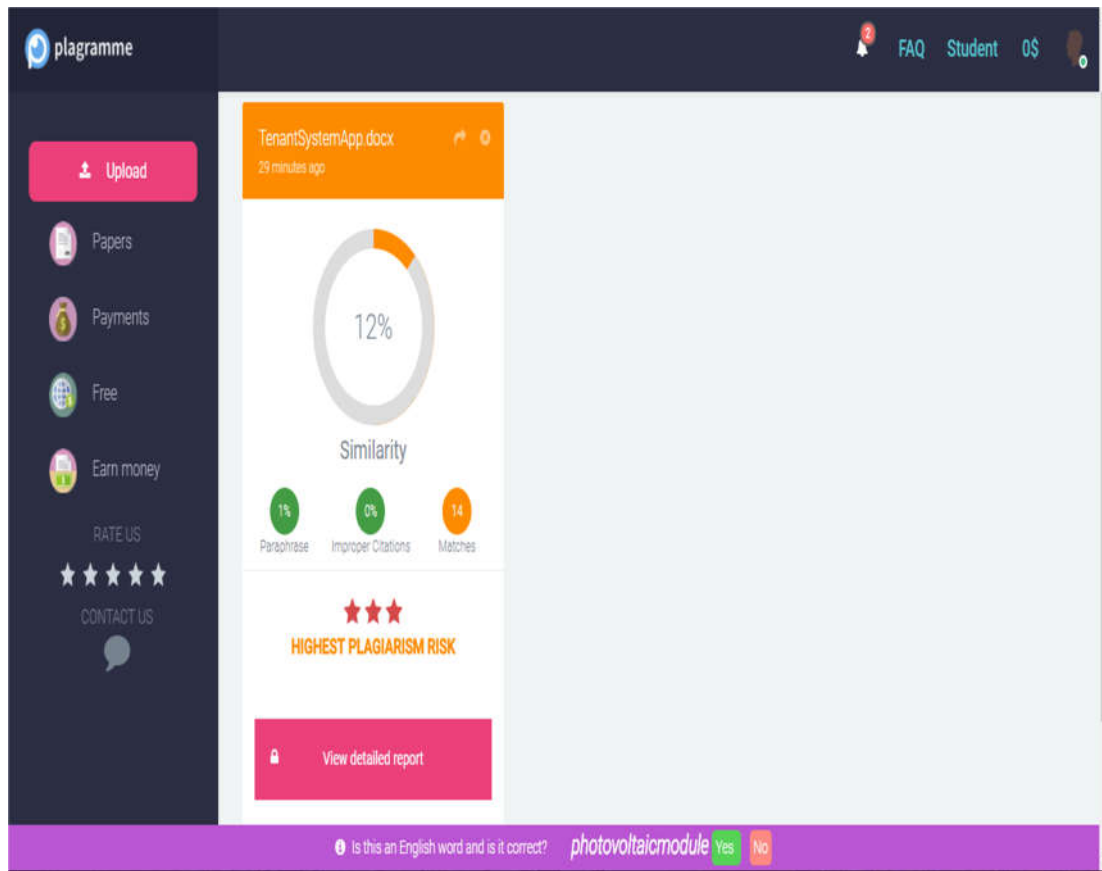 plagramme
2
FAQ Student 0$
Upload
Papers
Payments
Free
Earn money
RATE US
CONTACT US
TenantSystemApp.docx
29 minutes ago
12%
Similarity
1% 0% 14
Paraphrase Improper Citations Matches
HIGHEST PLAGIARISM RISK
View detailed report
Is this an English word and is it correct? photovoltaicmodule Yes No